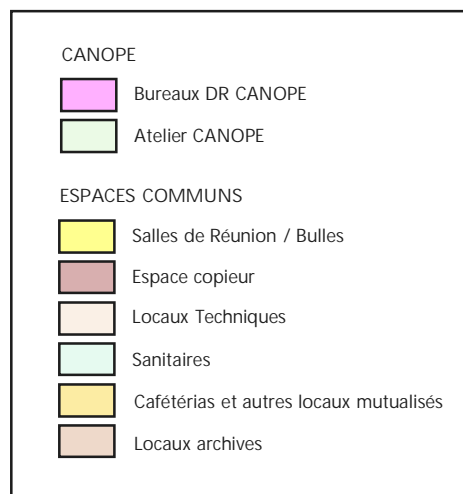 CANOPE
Bureaux DR CANOPE
Atelier CANOPE
ESPACES COMMUNS
Salles de Réunion / Bulles
Espace copieur
Locaux Techniques
Sanitaires
Cafétérias et autres locaux mutualisés
Locaux archives